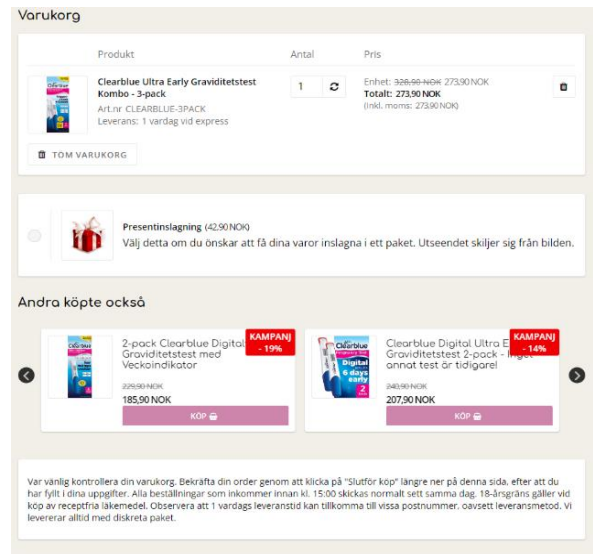 Varukorg
Produkt Antal Pris
Clearblue Ultra Early Graviditetstest
Kombo - 3-pack
Art.nr CLEARBLUE-3PACK
Leverans: 1 vardag vid express
1
Enhet: 328,90 NOK 273,90 NOK
Totalt: 273,90 NOK
(Inkl. moms: 273,90 NOK)
TÖM VARUKORG
Presentinslagning (42,90 NOK)
Välj detta om du önskar att få dina varor inslagna i ett paket. Utseendet skiljer sig från bilden.
Andra köpte också
2-pack Clearblue Digital
Graviditetstest med
Veckoindikator
KAMPANJ
- 19%
229,90 NOK
185,90 NOK
KÖP
Clearblue
Digital
6 days
early
2
Clearblue Digital Ultra E
Graviditetstest 2-pack - Inget
annat test är tidigare!
KAMPANJ
- 14%
240,90 NOK
207,90 NOK
KÖP
Var vänlig kontrollera din varukorg. Bekräfta din order genom att klicka på "Slutför köp" längre ner på denna sida, efter att du
har fyllt i dina uppgifter. Alla beställningar som inkommer innan kl. 15:00 skickas normalt sett samma dag. 18-årsgräns gäller vid
köp av receptfria läkemedel. Observera att 1 vardags leveranstid kan tillkomma till vissa postnummer, oavsett leveransmetod. Vi
levererar alltid med diskreta paket.